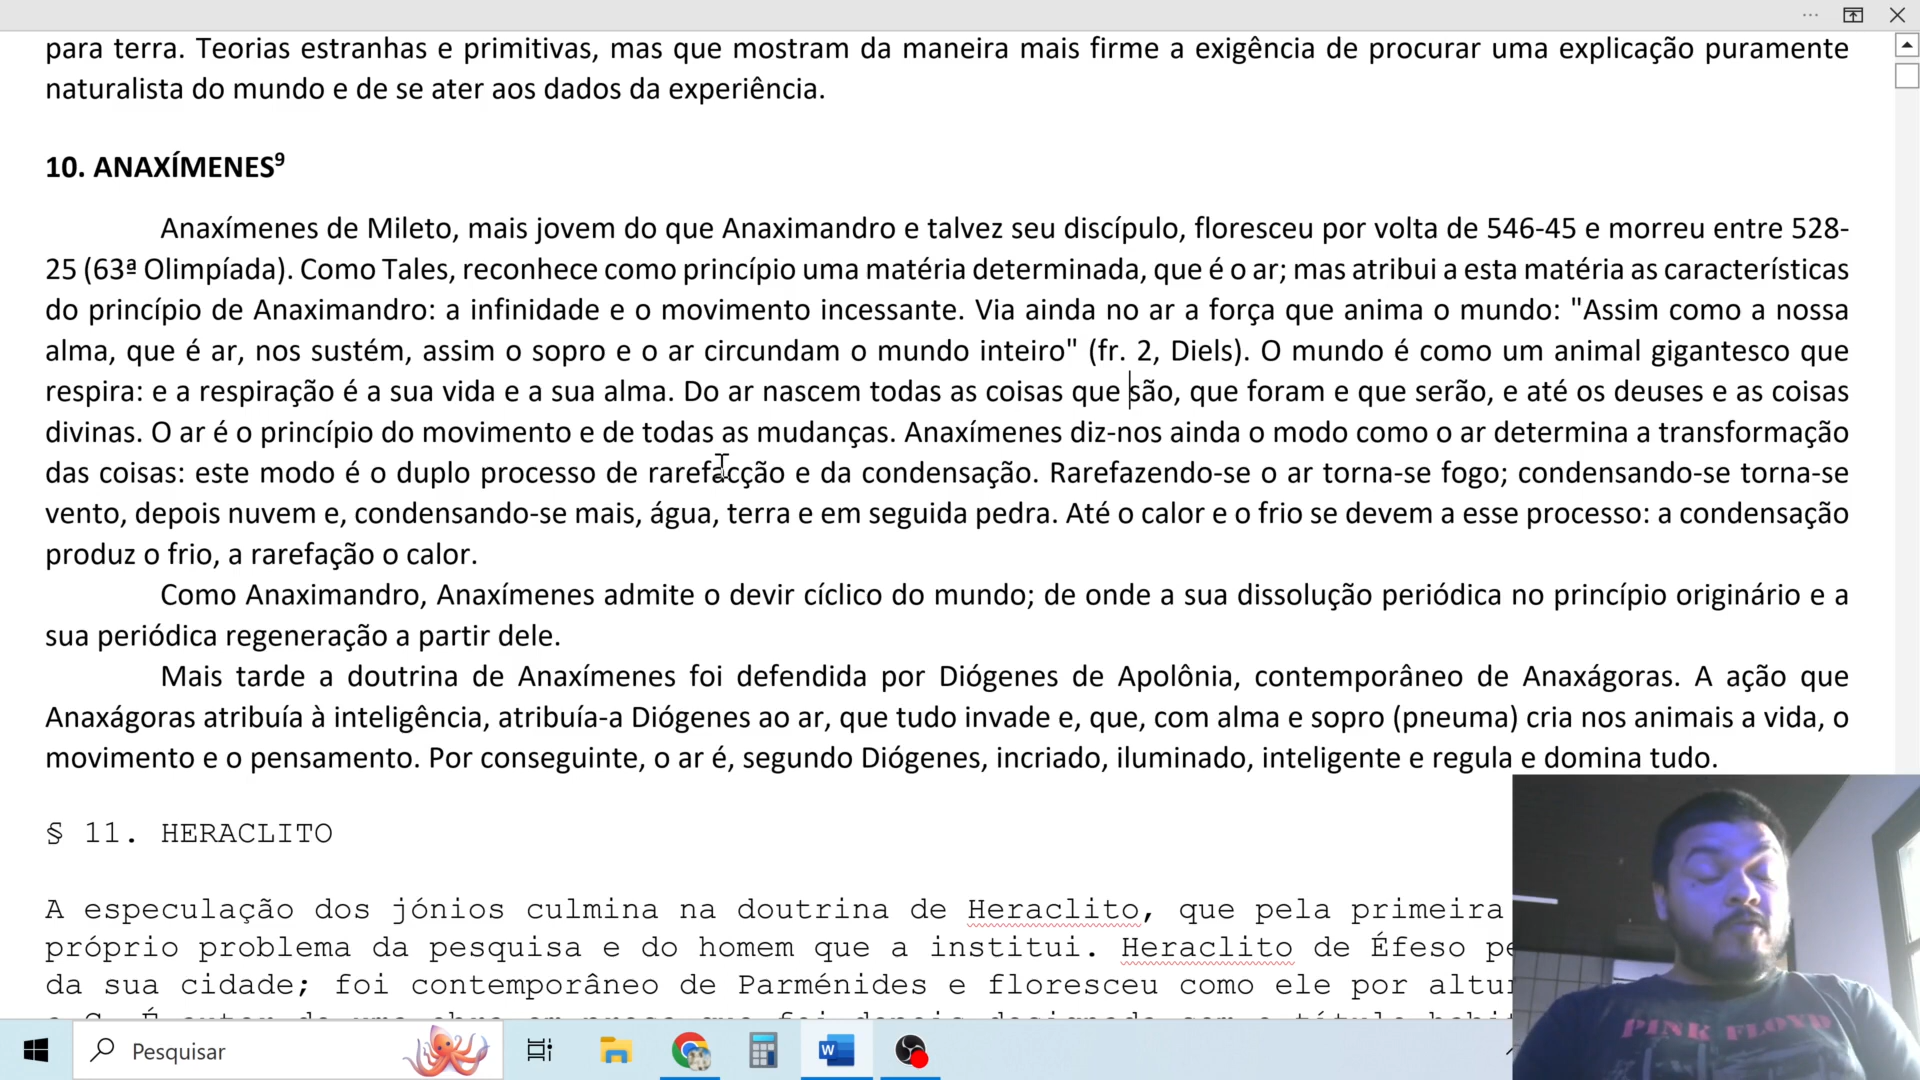 para terra. Teorias estranhas e primitivas, mas que mostram da maneira mais firme a exigência de procurar uma explicação puramente
naturalista do mundo e de se ater aos dados da experiência.
10. ANAXÍMENES⁹
Anaxímenes de Mileto, mais jovem do que Anaximandro e talvez seu discípulo, floresceu por volta de 546-45 e morreu entre 528-
25 (63ª Olimpíada). Como Tales, reconhece como princípio uma matéria determinada, que é o ar; mas atribui a esta matéria as características
do princípio de Anaximandro: a infinidade e o movimento incessante. Via ainda no ar a força que anima o mundo: "Assim como a nossa
alma, que é ar, nos sustém, assim o sopro e o ar circundam o mundo inteiro" (fr. 2, Diels). O mundo é como um animal gigantesco que
respira: e a respiração é a sua vida e a sua alma. Do ar nascem todas as coisas que são, que foram e que serão, e até os deuses e as coisas
divinas. O ar é o princípio do movimento e de todas as mudanças. Anaxímenes diz-nos ainda o modo como o ar determina a transformação
das coisas: este modo é o duplo processo de rarefacção e da condensação. Rarefazendo-se o ar torna-se fogo; condensando-se torna-se
vento, depois nuvem e, condensando-se mais, água, terra e em seguida pedra. Até o calor e o frio se devem a esse processo: a condensação
produz o frio, a rarefação o calor.
Como Anaximandro, Anaxímenes admite o devir cíclico do mundo; de onde a sua dissolução periódica no princípio originário e a
sua periódica regeneração a partir dele.
Mais tarde a doutrina de Anaxímenes foi defendida por Diógenes de Apolônia, contemporâneo de Anaxágoras. A ação que
Anaxágoras atribuía à inteligência, atribuía-a Diógenes ao ar, que tudo invade e, que, com alma e sopro (pneuma) cria nos animais a vida, o
movimento e o pensamento. Por conseguinte, o ar é, segundo Diógenes, incriado, iluminado, inteligente e regula e domina tudo.
§ 11. HERACLITO
A especulação dos jónios culmina na doutrina de Heraclito, que pela primeira
próprio problema da pesquisa e do homem que a institui. Heraclito de Éfeso
da sua cidade; foi contemporâneo de Parménides e floresceu como ele por
Pesquisar
PINK FLOYD